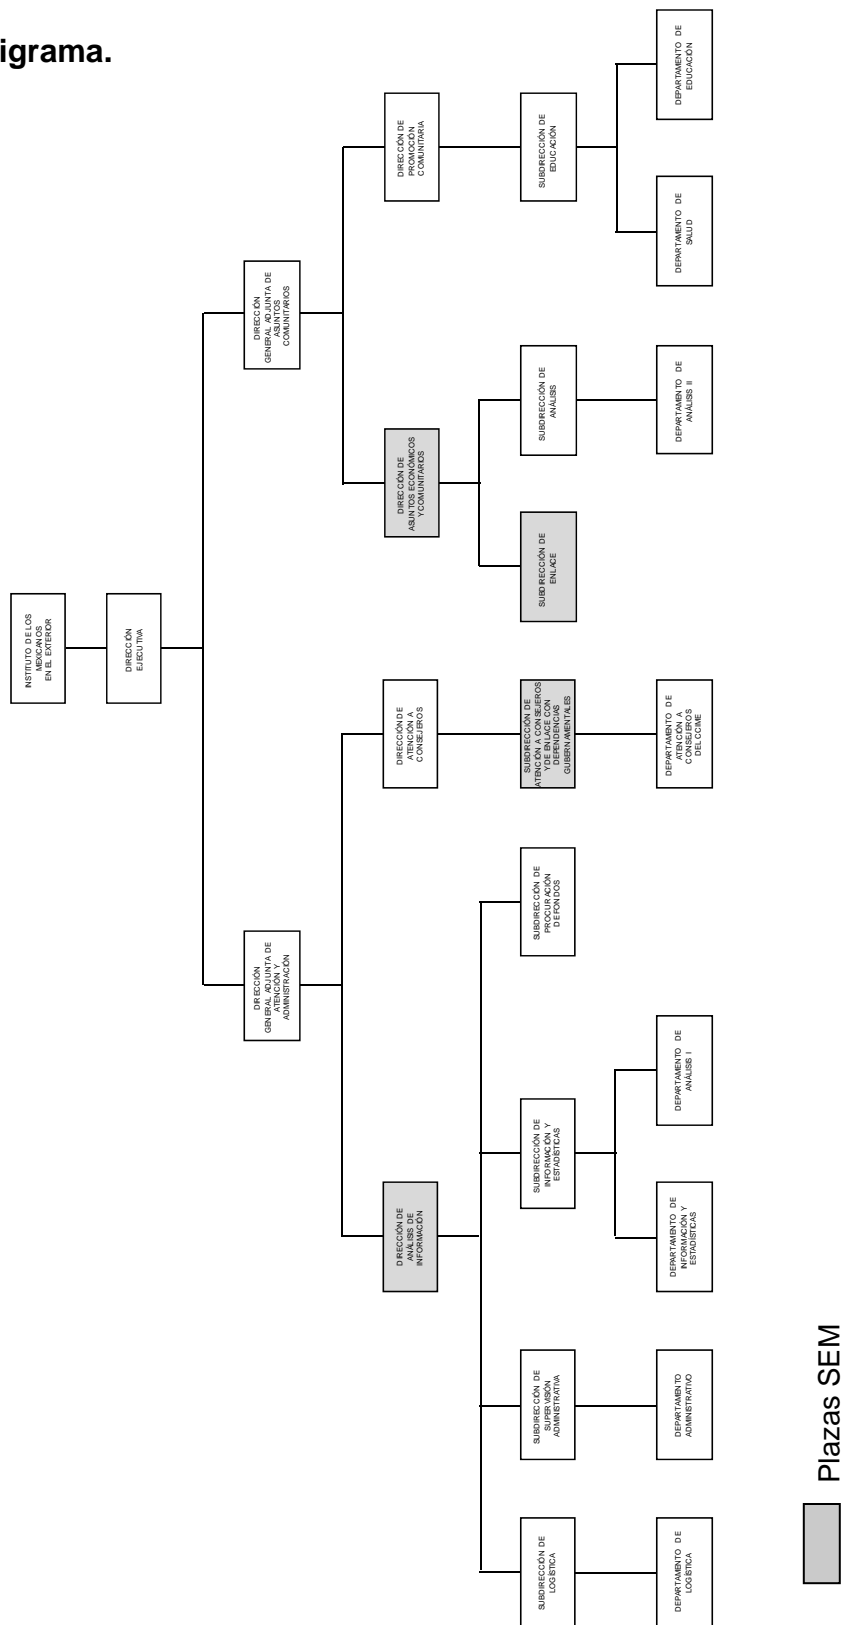 igrama.
INSTITUTO DE LOS
MEXICANOS
EN EL EXTERIOR
DIRECCIÓN
EJECUTIVA
DIRECCIÓN
GENERAL ADJUNTA DE
ATENCIÓN Y
ADMINISTRACIÓN
DIRECCIÓN
GENERAL ADJUNTA DE
ASUNTOS
COMUNITARIOS
DIRECCIÓN DE
ANÁLISIS DE
INFORMACIÓN
DIRECCIÓN DE
ATENCIÓN A
CONSEJEROS
DIRECCIÓN DE
ASUNTOS ECONÓMICOS
Y COMUNITARIOS
DIRECCIÓN DE
PROMOCIÓN
COMUNITARIA
SUBDIRECCIÓN DE
LOGÍSTICA
SUBDIRECCIÓN DE
SUPERVISIÓN
ADMINISTRATIVA
SUBDIRECCIÓN DE
INFORMACIÓN Y
ESTADÍSTICAS
SUBDIRECCIÓN DE
PROCURACIÓN
DE FONDOS
SUBDIRECCIÓN DE
ATENCIÓN A CONSEJEROS
Y DE ENLACE CON
DEPENDENCIAS
GUBERNAMENTALES
SUBDIRECCIÓN DE
ENLACE
SUBDIRECCIÓN DE
ANÁLISIS
SUBDIRECCIÓN DE
EDUCACIÓN
DEPARTAMENTO DE
LOGÍSTICA
DEPARTAMENTO
ADMINISTRATIVO
DEPARTAMENTO DE
INFORMACIÓN Y
ESTADÍSTICAS
DEPARTAMENTO DE
ANÁLISIS I
DEPARTAMENTO DE
ATENCIÓN A
CONSEJEROS
DEL CCIME
DEPARTAMENTO DE
ANÁLISIS II
DEPARTAMENTO DE
SALUD
DEPARTAMENTO DE
EDUCACIÓN
Plazas SEM